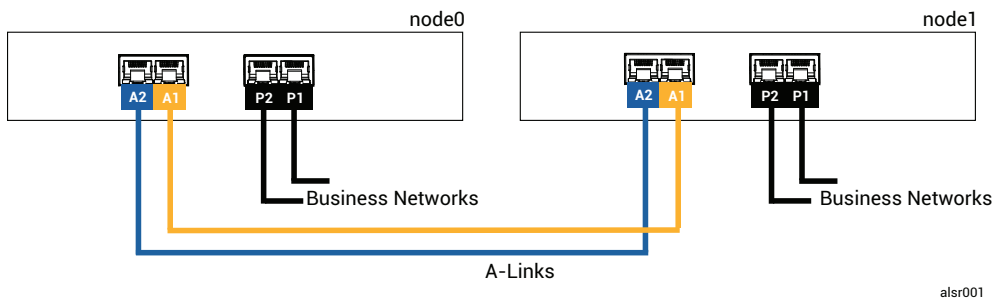 node0 node1
A2 A1 P2 P1 A2 A1 P2 P1
Business Networks Business Networks
A-Links
alsr001